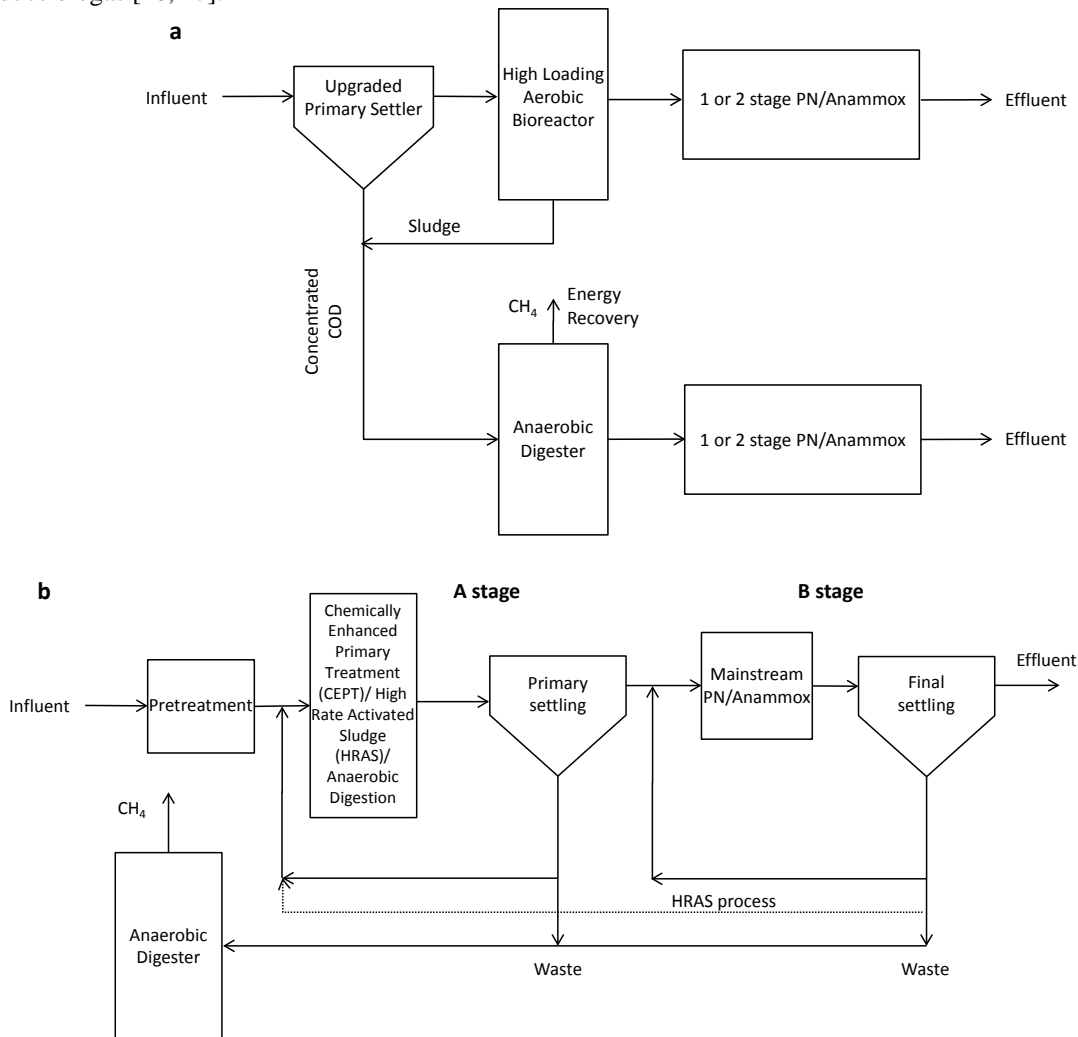 a
Influent
Upgraded
Primary Settler
High Loading
Aerobic
Bioreactor
1 or 2 stage PN/Anammox
Effluent
Sludge
Concentrated
COD
CH₄
Energy
Recovery
Anaerobic
Digester
1 or 2 stage PN/Anammox
Effluent
b
A stage
B stage
Influent
Pretreatment
Chemically
Enhanced
Primary
Treatment
(CEPT)/ High
Rate Activated
Sludge
(HRAS)/
Anaerobic
Digestion
Primary
settling
Mainstream
PN/Anammox
Final
settling
Effluent
CH₄
HRAS process
Anaerobic
Digester
Waste
Waste